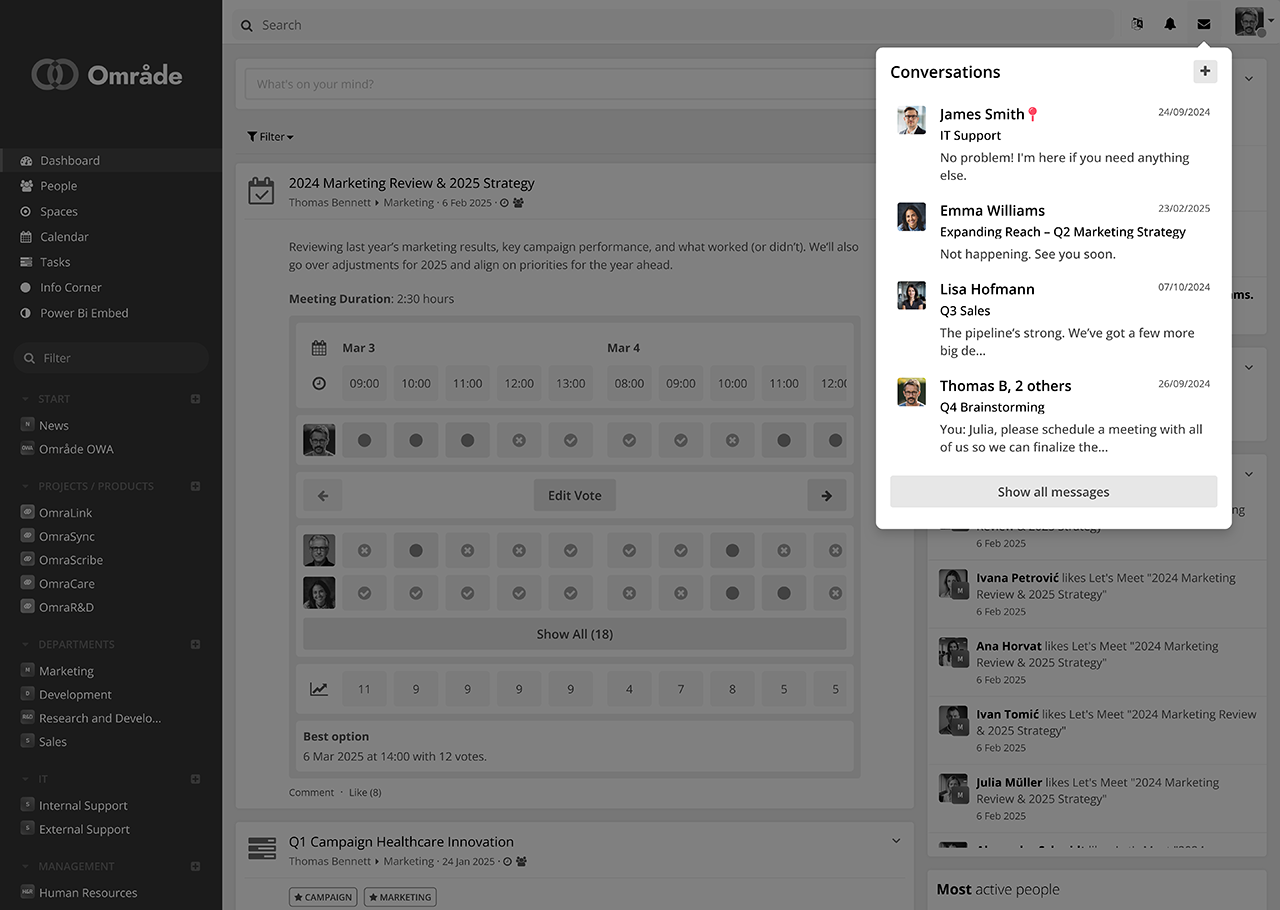 Område
Dashboard
People
Spaces
Calendar
Tasks
Info Corner
Power Bi Embed
Filter
START
N News
OWA Område OWA
PROJECTS / PRODUCTS
OmraLink
OmraSync
OmraScribe
OmraCare
OmraR&D
DEPARTMENTS
M Marketing
D Development
R&D Research and Develo...
S Sales
IT
S Internal Support
S External Support
MANAGEMENT
H&R Human Resources
Search
What's on your mind?
Filter
2024 Marketing Review & 2025 Strategy
Thomas Bennett Marketing · 6 Feb 2025 ·
Reviewing last year's marketing results, key campaign performance, and what worked (or didn't). We'll also
go over adjustments for 2025 and align on priorities for the year ahead.
Meeting Duration: 2:30 hours
Mar 3 Mar 4
09:00 10:00 11:00 12:00 13:00 08:00 09:00 10:00 11:00 12:00
Edit Vote
Show All (18)
11 9 9 9 9 4 7 8 5 5
Best option
6 Mar 2025 at 14:00 with 12 votes.
Comment · Like (8)
Q1 Campaign Healthcare Innovation
Thomas Bennett Marketing · 24 Jan 2025 ·
CAMPAIGN MARKETING
Conversations
James Smith 24/09/2024
IT Support
No problem! I'm here if you need anything
else.
Emma Williams 23/02/2025
Expanding Reach – Q2 Marketing Strategy
Not happening. See you soon.
Lisa Hofmann 07/10/2024
Q3 Sales
The pipeline's strong. We've got a few more
big de...
Thomas B, 2 others 26/09/2024
Q4 Brainstorming
You: Julia, please schedule a meeting with all
of us so we can finalize the...
Show all messages
Review & 2025 Strategy"
6 Feb 2025
Ivana Petrović likes Let's Meet "2024 Marketing
Review & 2025 Strategy"
M
6 Feb 2025
Ana Horvat likes Let's Meet "2024 Marketing
Review & 2025 Strategy"
M
6 Feb 2025
Ivan Tomić likes Let's Meet "2024 Marketing Review
& 2025 Strategy"
M
6 Feb 2025
Julia Müller likes Let's Meet "2024 Marketing
Review & 2025 Strategy"
M
6 Feb 2025
Most active people